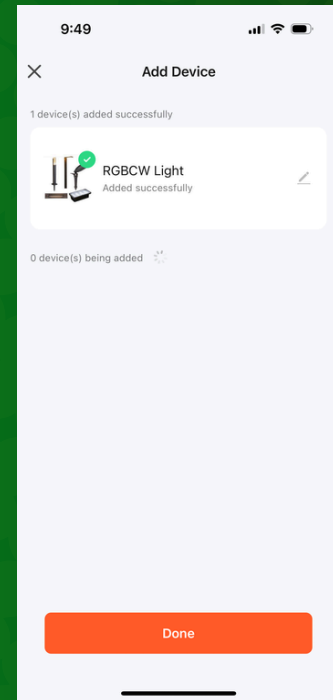 9:49
Add Device
1 device(s) added successfully
RGBCW Light
Added successfully
0 device(s) being added
Done